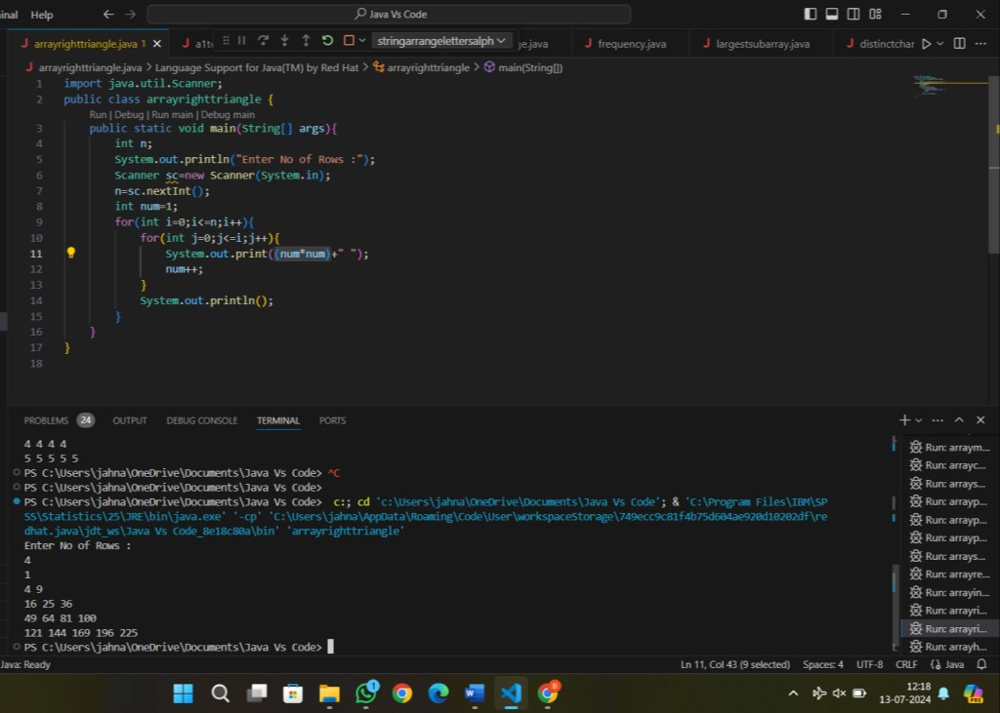 inal Help
Java Vs Code
arrayrighttriangle.java 1
a1to
stringarrangelettersalph
ge.java
frequency.java
largestsubarray.java
distinctchar
arrayrighttriangle.java > Language Support for Java(TM) by Red Hat > arrayrighttriangle > main(String[])
1 import java.util.Scanner;
2 public class arrayrighttriangle {
Run | Debug | Run main | Debug main
3 public static void main(String[] args){
4 int n;
5 System.out.println("Enter No of Rows :");
6 Scanner sc=new Scanner(System.in);
7 n=sc.nextInt();
8 int num=1;
9 for(int i=0;i<=n;i++){
10 for(int j=0;j<=i;j++){
11 System.out.print((num*num)+" ");
12 num++;
13 }
14 System.out.println();
15 }
16 }
17 }
18
PROBLEMS 24 OUTPUT DEBUG CONSOLE TERMINAL PORTS
4 4 4 4
5 5 5 5 5
PS C:\Users\jahna\OneDrive\Documents\Java Vs Code> ^C
PS C:\Users\jahna\OneDrive\Documents\Java Vs Code>
PS C:\Users\jahna\OneDrive\Documents\Java Vs Code> c:; cd 'c:\Users\jahna\OneDrive\Documents\Java Vs Code'; & 'C:\Program Files\IBM\SP
SS\Statistics\25\JRE\bin\java.exe' '-cp' 'C:\Users\jahna\AppData\Roaming\Code\User\workspaceStorage\749ecc9c81f4b75d604ae920d10202df\re
dhat.java\jdt_ws\Java Vs Code_8e18c80a\bin' 'arrayrighttriangle'
Enter No of Rows :
4
1
4 9
16 25 36
49 64 81 100
121 144 169 196 225
PS C:\Users\jahna\OneDrive\Documents\Java Vs Code>
Run: arraym...
Run: arrayc...
Run: arrays...
Run: arrayp...
Run: arrayp...
Run: arrayp...
Run: arrays...
Run: arrayre...
Run: arrayin...
Run: arrayri...
Run: arrayri...
Run: arrayh...
Java: Ready
Ln 11, Col 43 (9 selected) Spaces: 4 UTF-8 CRLF {} Java
1
8
12:18
13-07-2024
PRE